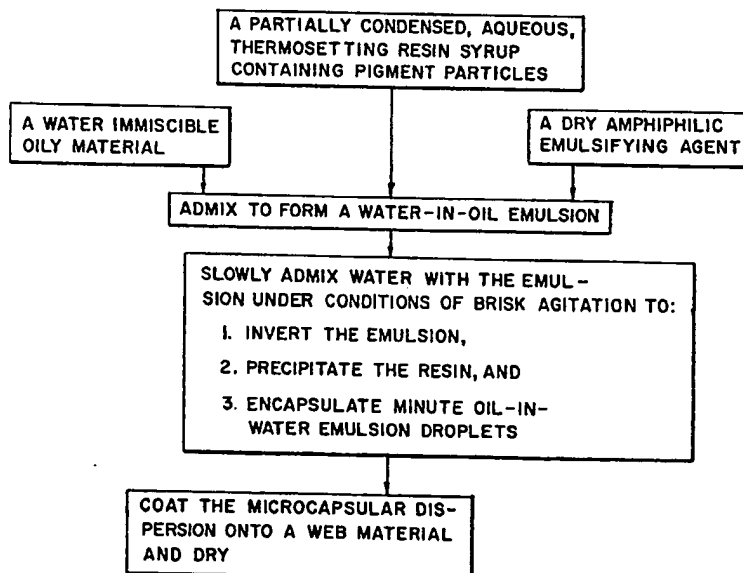 A PARTIALLY CONDENSED, AQUEOUS,
THERMOSETTING RESIN SYRUP
CONTAINING PIGMENT PARTICLES
A WATER IMMISCIBLE
OILY MATERIAL
A DRY AMPHIPHILIC
EMULSIFYING AGENT
ADMIX TO FORM A WATER-IN-OIL EMULSION
SLOWLY ADMIX WATER WITH THE EMUL-
SION UNDER CONDITIONS OF BRISK AGITATION TO:
1. INVERT THE EMULSION,
2. PRECIPITATE THE RESIN, AND
3. ENCAPSULATE MINUTE OIL-IN-
WATER EMULSION DROPLETS
COAT THE MICROCAPSULAR DIS-
PERSION ONTO A WEB MATERIAL
AND DRY